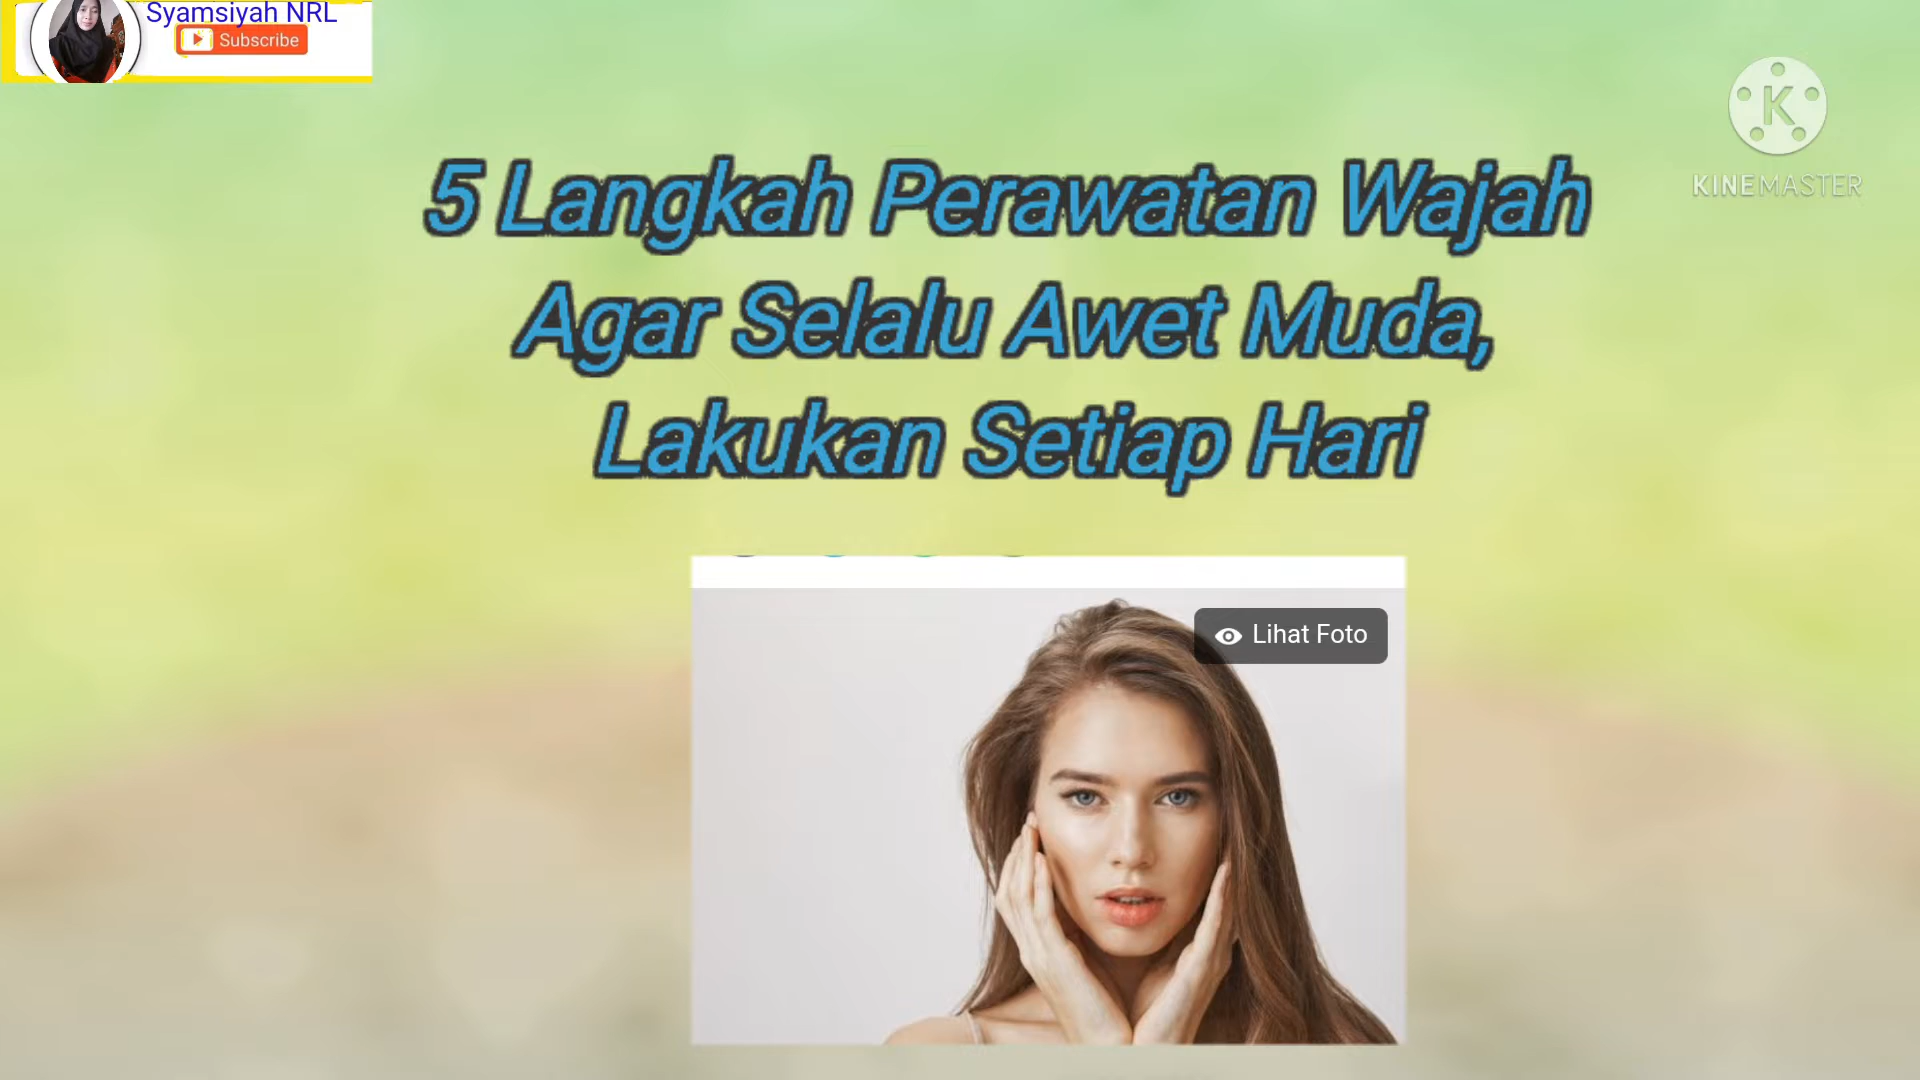 Syamsiyah NRL
Subscribe
K
KINEMASTER
5 Langkah Perawatan Wajah
Agar Selalu Awet Muda,
Lakukan Setiap Hari
Lihat Foto